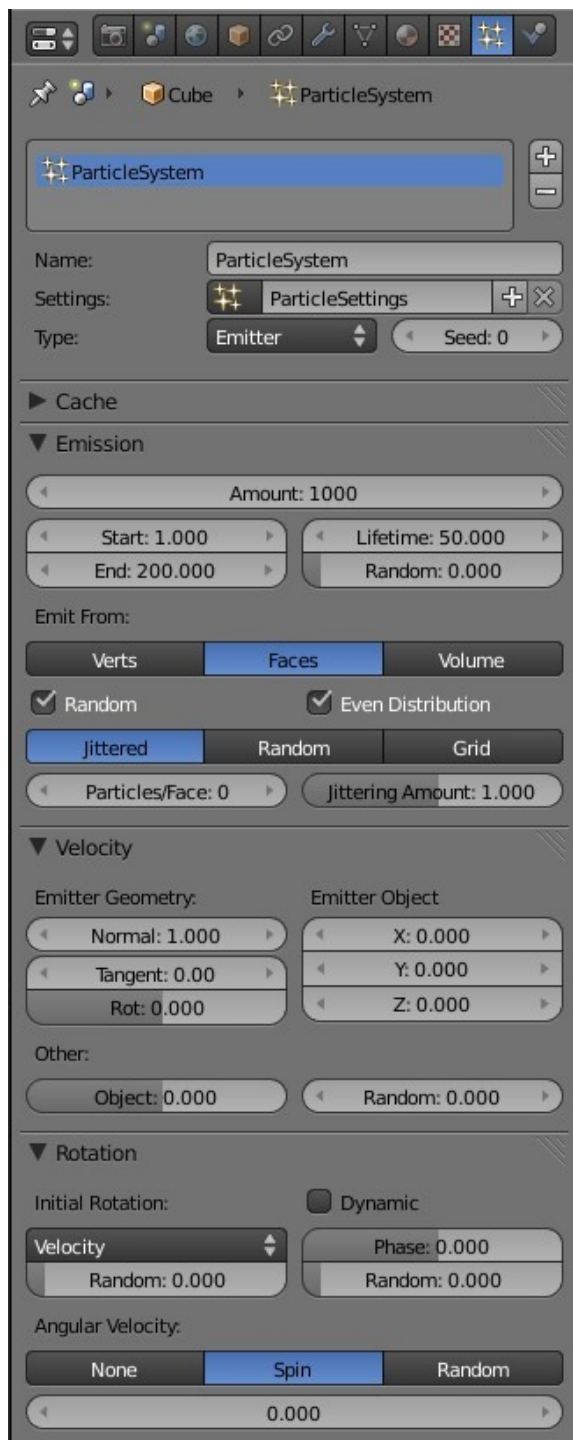 Cube ParticleSystem
ParticleSystem
Name: ParticleSystem
Settings: ParticleSettings
Type: Emitter Seed: 0
Cache
Emission
Amount: 1000
Start: 1.000 Lifetime: 50.000
End: 200.000 Random: 0.000
Emit From:
Verts Faces Volume
Random Even Distribution
Jittered Random Grid
Particles/Face: 0 Jittering Amount: 1.000
Velocity
Emitter Geometry: Emitter Object
Normal: 1.000 X: 0.000
Tangent: 0.00 Y: 0.000
Rot: 0.000 Z: 0.000
Other:
Object: 0.000 Random: 0.000
Rotation
Initial Rotation: Dynamic
Velocity Phase: 0.000
Random: 0.000 Random: 0.000
Angular Velocity:
None Spin Random
0.000